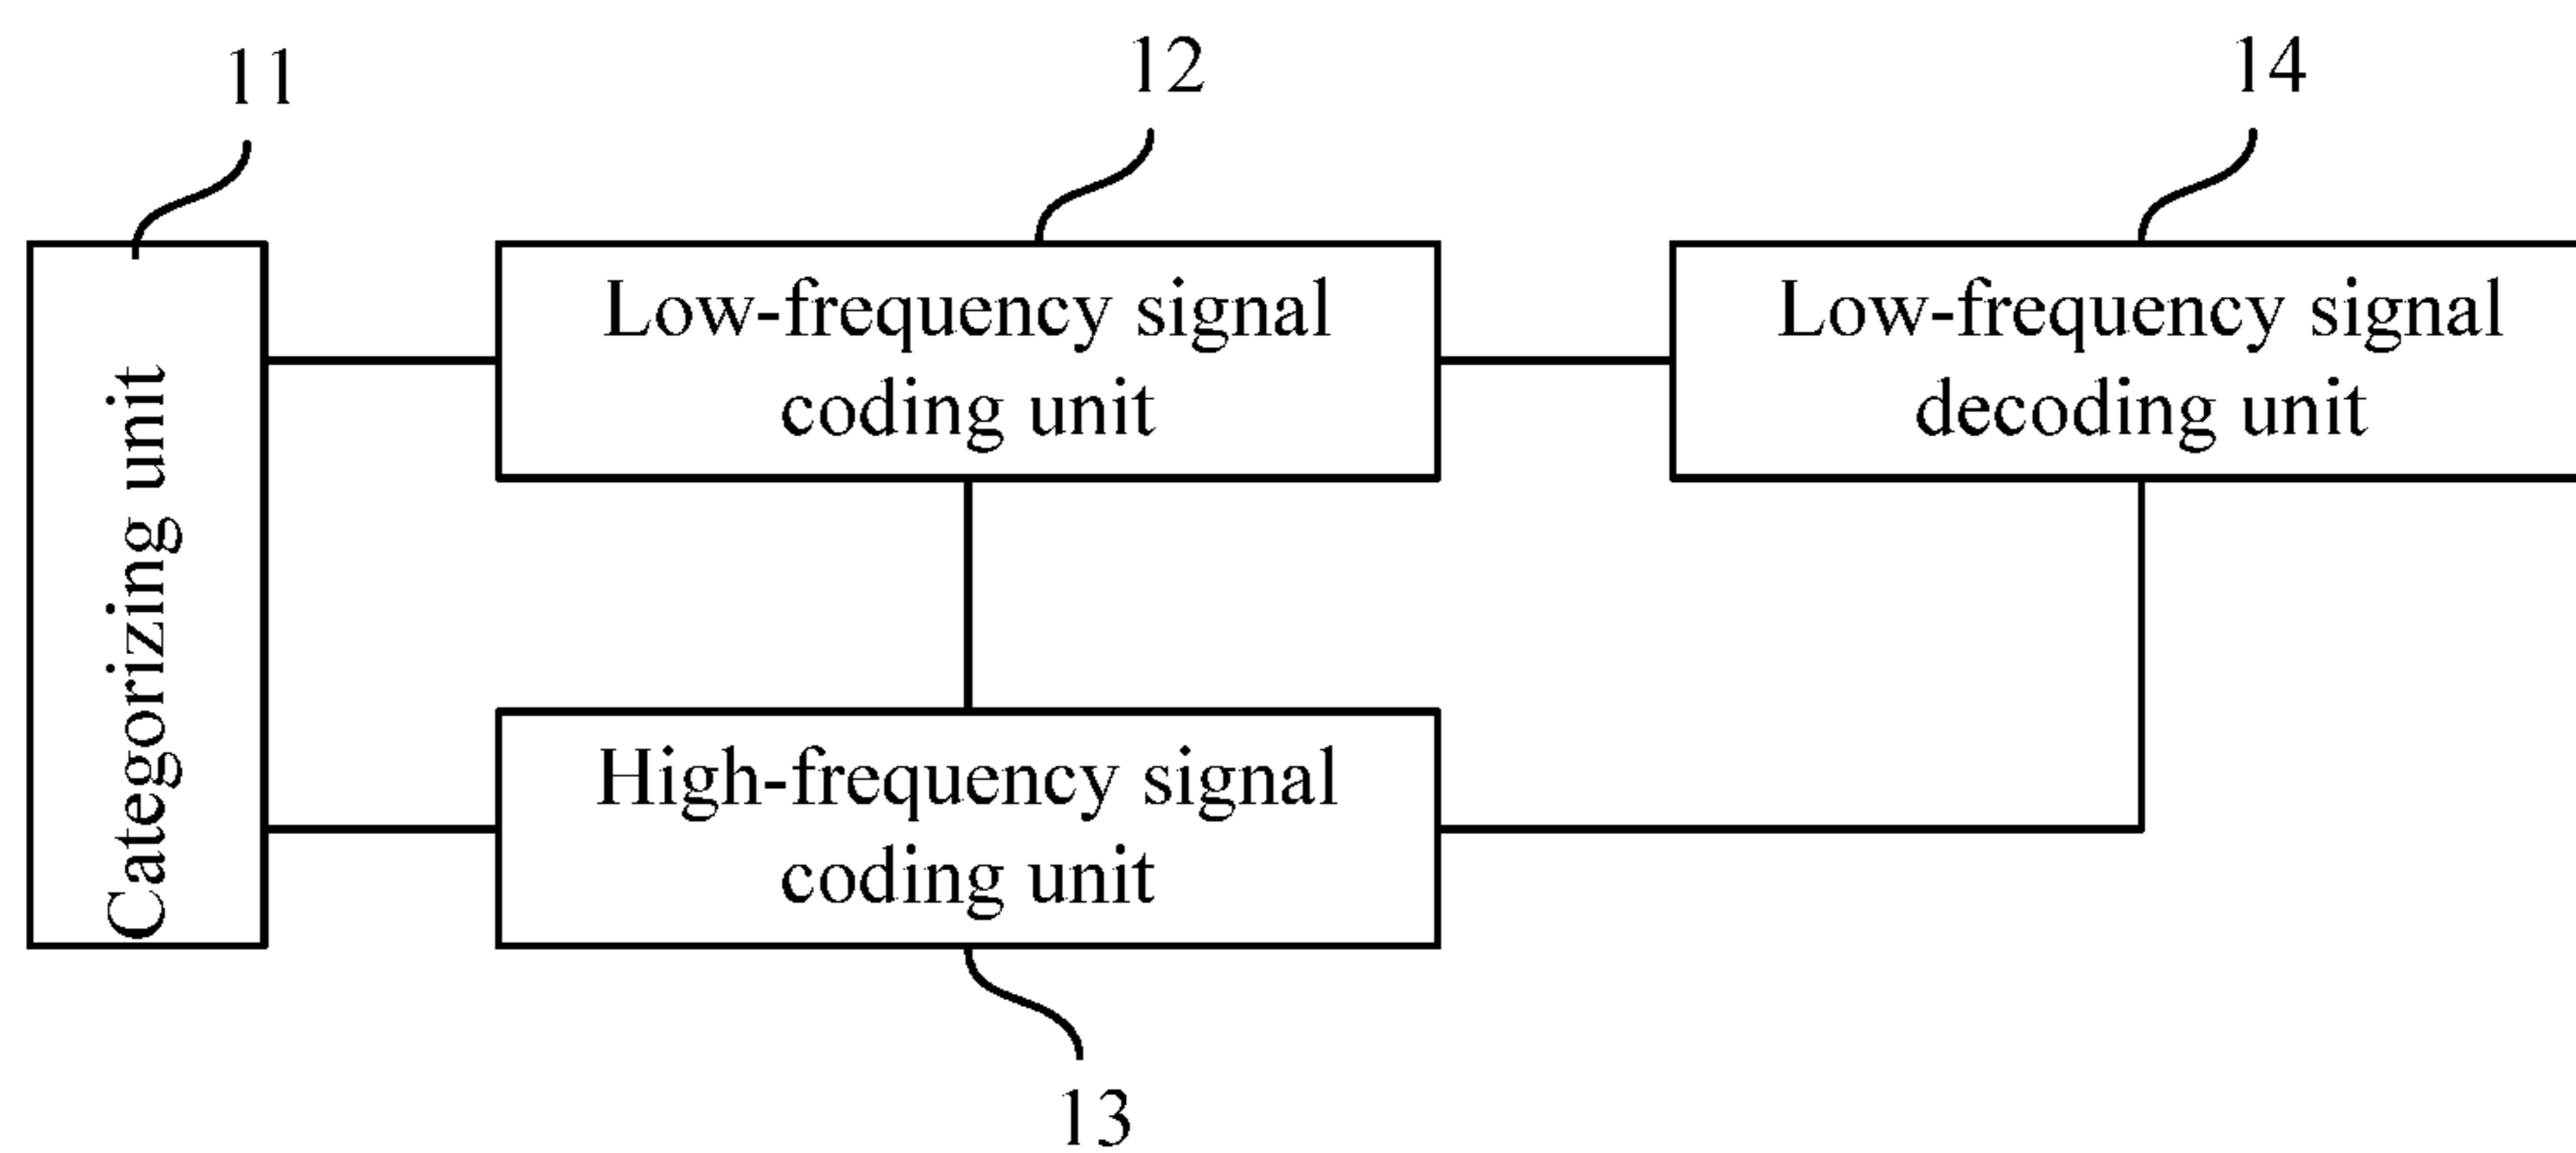 11
12
14
Categorizing unit
Low-frequency signal
coding unit
Low-frequency signal
decoding unit
High-frequency signal
coding unit
13